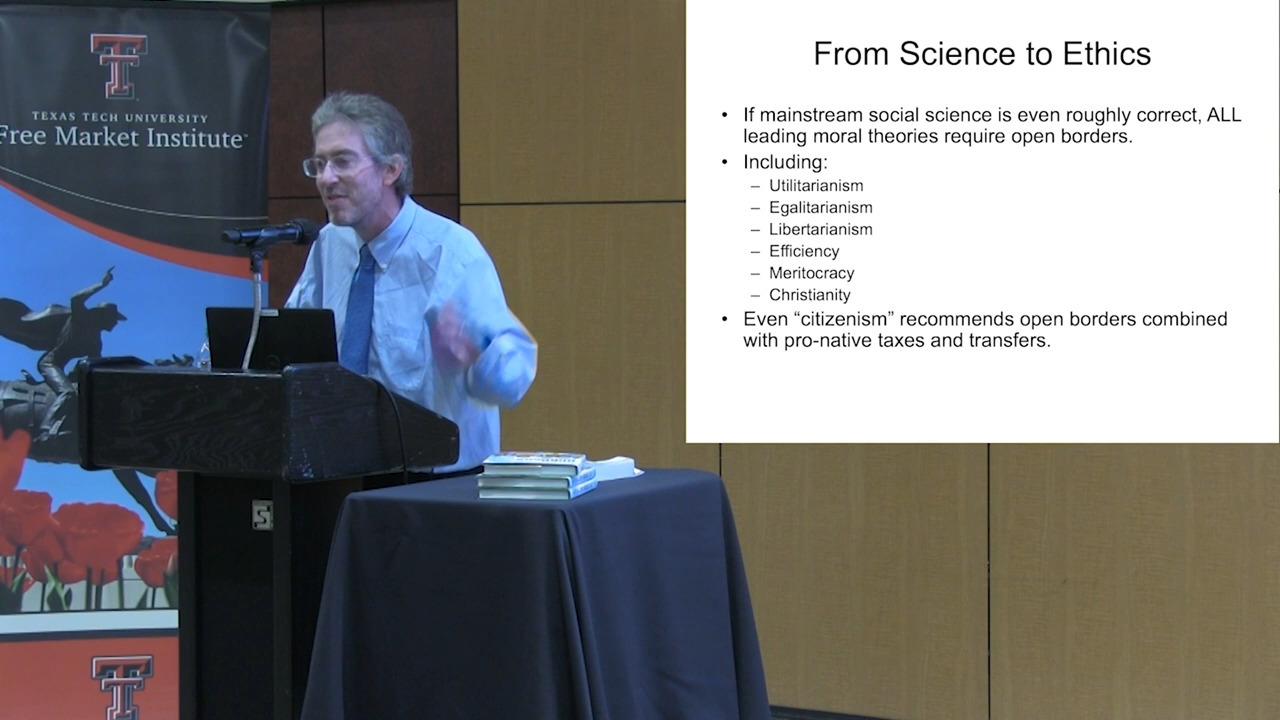 TEXAS TECH UNIVERSITY
Free Market Institute™
From Science to Ethics
• If mainstream social science is even roughly correct, ALL
leading moral theories require open borders.
• Including:
– Utilitarianism
– Egalitarianism
– Libertarianism
– Efficiency
– Meritocracy
– Christianity
• Even “citizenism” recommends open borders combined
with pro-native taxes and transfers.